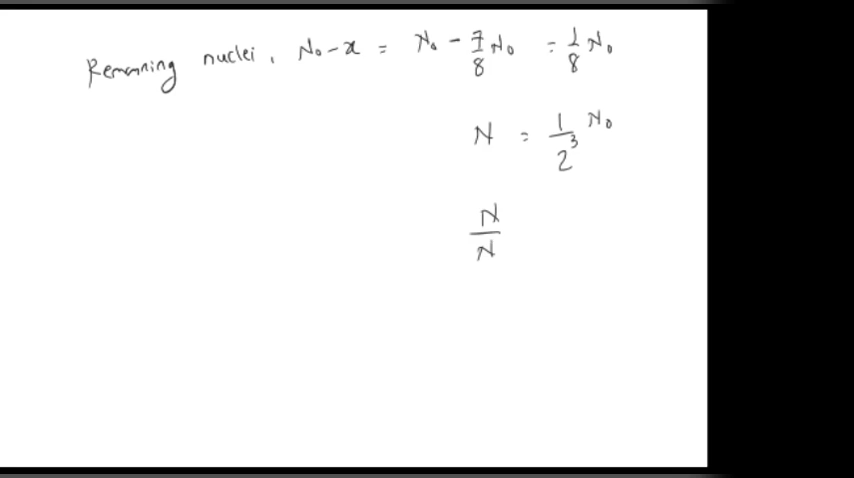 Remaining nuclei, N₀ - x = N₀ - 7/8 N₀ = 1/8 N₀
N = 1/2³ N₀
N/N